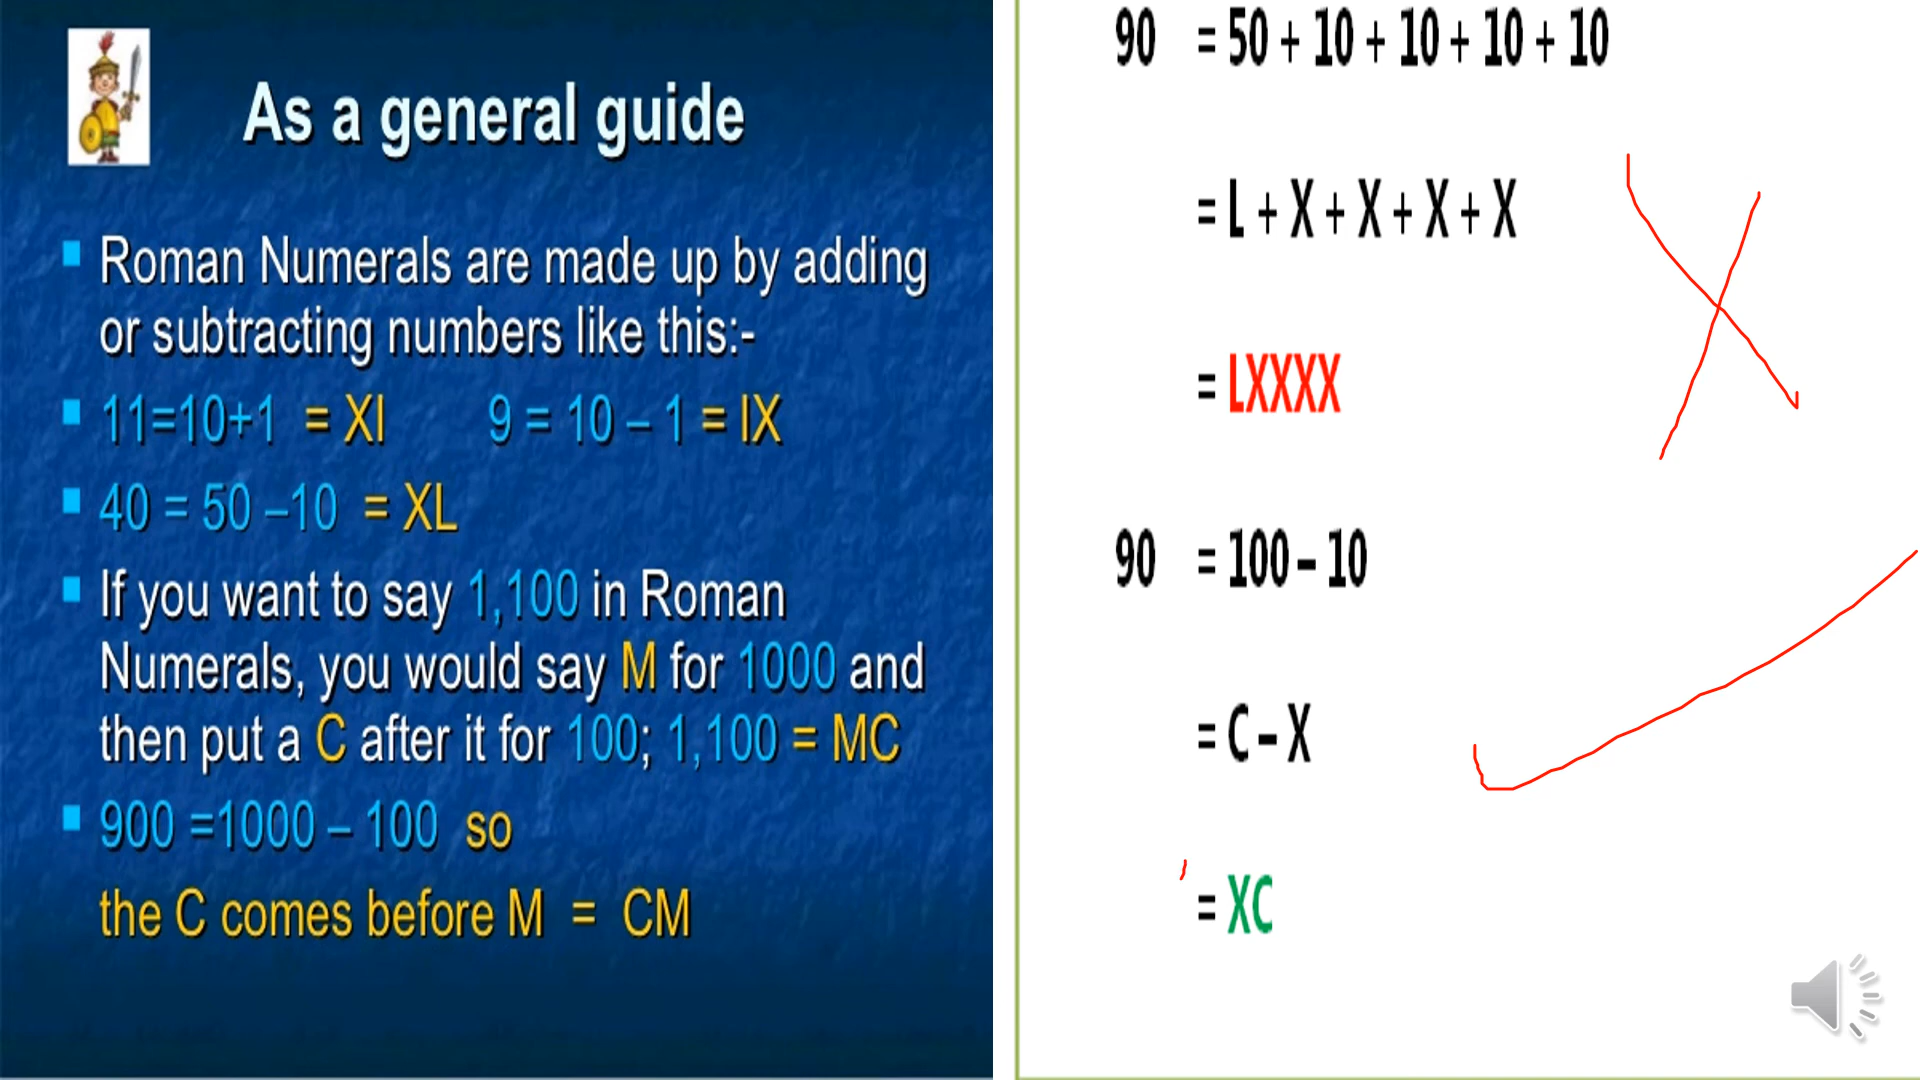 As a general guide
Roman Numerals are made up by adding
or subtracting numbers like this:-
11=10+1 = XI 9 = 10 – 1 = IX
40 = 50 –10 = XL
If you want to say 1,100 in Roman
Numerals, you would say M for 1000 and
then put a C after it for 100; 1,100 = MC
900 =1000 – 100 so
the C comes before M = CM
90 = 50 + 10 + 10 + 10 + 10
= L + X + X + X + X
= LXXXX
90 = 100 – 10
= C – X
= XC